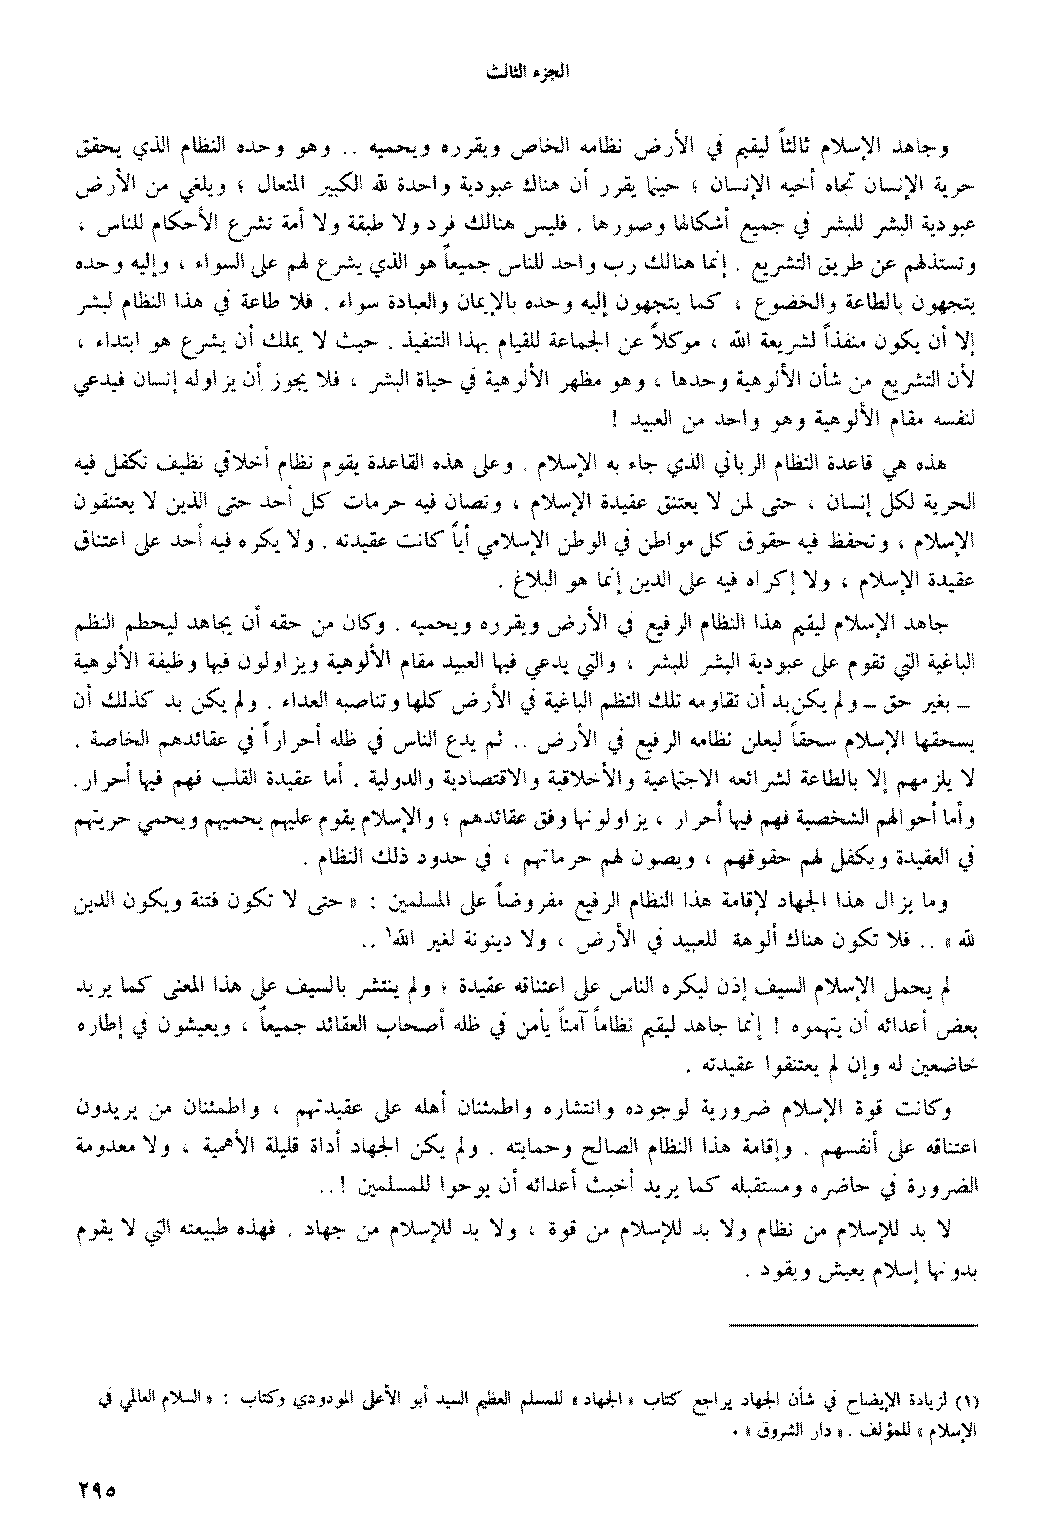 الجزء الثالث
وجاهد الإسلام ثالثاً ليقيم في الأرض نظامه الخاص ويقرره ويحميه .. وهو وحده النظام الذي يحقق
حرية الإنسان تجاه أخيه الإنسان ؛ حينما يقرر أن هناك عبودية واحدة لله الكبير المتعال ؛ ويلغي من الأرض
عبودية البشر للبشر في جميع أشكالها وصورها . فليس هنالك فرد ولا طبقة ولا أمة تشرع الأحكام للناس ،
وتستذلهم عن طريق التشريع . إنما هنالك رب واحد للناس جميعاً هو الذي يشرع لهم على السواء ، وإليه وحده
يتجهون بالطاعة والخضوع ، كما يتجهون إليه وحده بالإيمان والعبادة سواء . فلا طاعة في هذا النظام لبشر
إلا أن يكون منفذاً لشريعة الله ، موكلاً عن الجماعة للقيام بهذا التنفيذ . حيث لا يملك أن يشرع هو ابتداء ،
لأن التشريع من شأن الألوهية وحدها ، وهو مظهر الألوهية في حياة البشر ، فلا يجوز أن يزاوله إنسان فيدعي
لنفسه مقام الألوهية وهو واحد من العبيد !
هذه هي قاعدة النظام الرباني الذي جاء به الإسلام . وعلى هذه القاعدة يقوم نظام أخلاقي نظيف تكفل فيه
الحرية لكل إنسان ، حتى لمن لا يعتنق عقيدة الإسلام ، وتصان فيه حرمات كل أحد حتى الذين لا يعتنقون
الإسلام ، وتحفظ فيه حقوق كل مواطن في الوطن الإسلامي أياً كانت عقيدته . ولا يكره فيه أحد على اعتناق
عقيدة الإسلام ، ولا إكراه فيه على الدين إنما هو البلاغ .
جاهد الإسلام ليقيم هذا النظام الرفيع في الأرض ويقرره ويحميه . وكان من حقه أن يجاهد ليحطم النظم
الباغية التي تقوم على عبودية البشر للبشر ، والتي يدعي فيها العبيد مقام الألوهية ويزاولون فيها وظيفة الألوهية
– بغير حق – ولم يكن بد أن تقاومه تلك النظم الباغية في الأرض كلها وتناصبه العداء . ولم يكن بد كذلك أن
يسحقها الإسلام سحقاً ليعلن نظامه الرفيع في الأرض .. ثم يدع الناس في ظله أحراراً في عقائدهم الخاصة .
لا يلزمهم إلا بالطاعة لشرائعه الاجتماعية والأخلاقية والاقتصادية والدولية . أما عقيدة القلب فهم فيها أحرار.
وأما أحوالهم الشخصية فهم فيها أحرار ، يزاولونها وفق عقائدهم ؛ والإسلام يقوم عليهم يحميهم ويحمي حريتهم
في العقيدة ويكفل لهم حقوقهم ، ويصون لهم حرماتهم ، في حدود ذلك النظام .
وما يزال هذا الجهاد لإقامة هذا النظام الرفيع مفروضاً على المسلمين : « حتى لا تكون فتنة ويكون الدين
لله » .. فلا تكون هناك ألوهة للعبيد في الأرض ، ولا دينونة لغير الله¹ ..
لم يحمل الإسلام السيف إذن ليكره الناس على اعتناقه عقيدة ؛ ولم ينتشر بالسيف على هذا المعنى كما يريد
بعض أعدائه أن يتهموه ! إنما جاهد ليقيم نظاماً آمناً يأمن في ظله أصحاب العقائد جميعاً ، ويعيشون في إطاره
خاضعين له وإن لم يعتنقوا عقيدته .
وكانت قوة الإسلام ضرورية لوجوده وانتشاره واطمئنان أهله على عقيدتهم ، واطمئنان من يريدون
اعتناقه على أنفسهم . وإقامة هذا النظام الصالح وحمايته . ولم يكن الجهاد أداة قليلة الأهمية ، ولا معدومة
الضرورة في حاضره ومستقبله كما يريد أخبث أعدائه أن يوحوا للمسلمين !..
لا بد للإسلام من نظام ولا بد للإسلام من قوة ، ولا بد للإسلام من جهاد . فهذه طبيعته التي لا يقوم
بدونها إسلام يعيش ويقود .
(١) لزيادة الإيضاح في شأن الجهاد يراجع كتاب « الجهاد » للمسلم العظيم السيد أبو الأعلى المودودي وكتاب : « السلام العالمي في
الإسلام » للمؤلف . « دار الشروق » .
٢٩٥